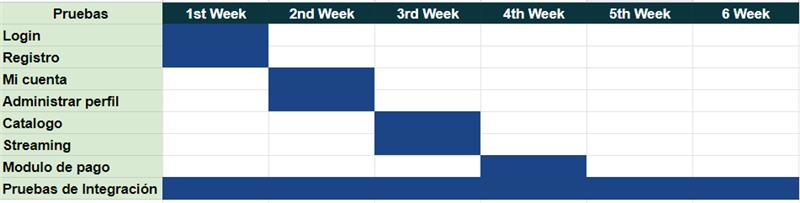 Pruebas 1st Week 2nd Week 3rd Week 4th Week 5th Week 6 Week
Login
Registro
Mi cuenta
Administrar perfil
Catalogo
Streaming
Modulo de pago
Pruebas de Integración